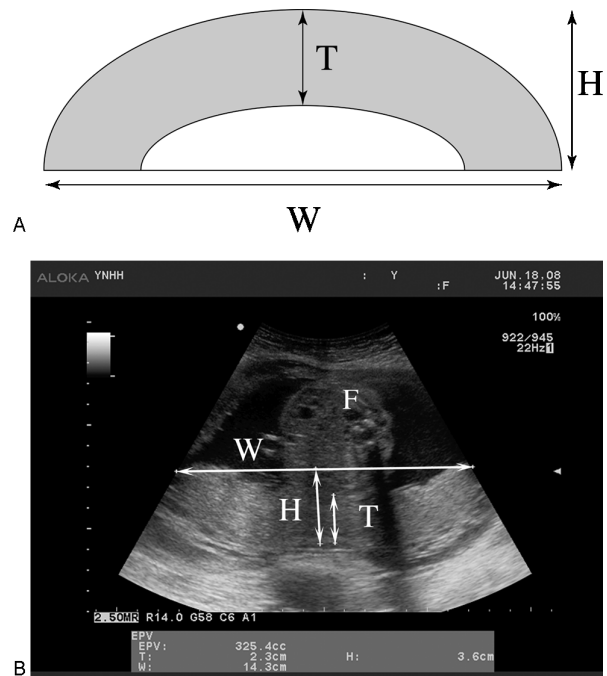 T
H
W
A
ALOKA YNHH : Y JUN.18,08
:F 14:47:55
100%
922/945
22Hz1
F
W
H T
2.50MR R14.0 G58 C6 A1
EPV
EPV: 325.4cc
T: 2.3cm H: 3.6cm
W: 14.3cm
B